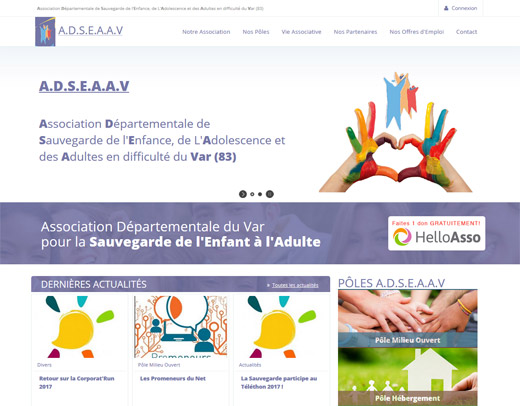 Association Départementale de Sauvegarde de l'Enfance, de L'Adolescence et des Adultes en difficulté du Var (83)
Connexion
A.D.S.E.A.A.V
Notre Association
Nos Pôles
Vie Associative
Nos Partenaires
Nos Offres d'Emploi
Contact
A.D.S.E.A.A.V
Association Départementale de
Sauvegarde de l'Enfance, de L'Adolescence et
des Adultes en difficulté du Var (83)
Association Départementale du Var
pour la Sauvegarde de l'Enfant à l'Adulte
Faites 1 don GRATUITEMENT!
HelloAsso
DERNIÈRES ACTUALITÉS
Toutes les actualités
PÔLES A.D.S.E.A.A.V
Promeneurs
Pôle Milieu Ouvert
Divers
Pôle Milieu Ouvert
Actualités
Retour sur la Corporat'Run
2017
Les Promeneurs du Net
La Sauvegarde participe au
Téléthon 2017 !
Pôle Hébergement